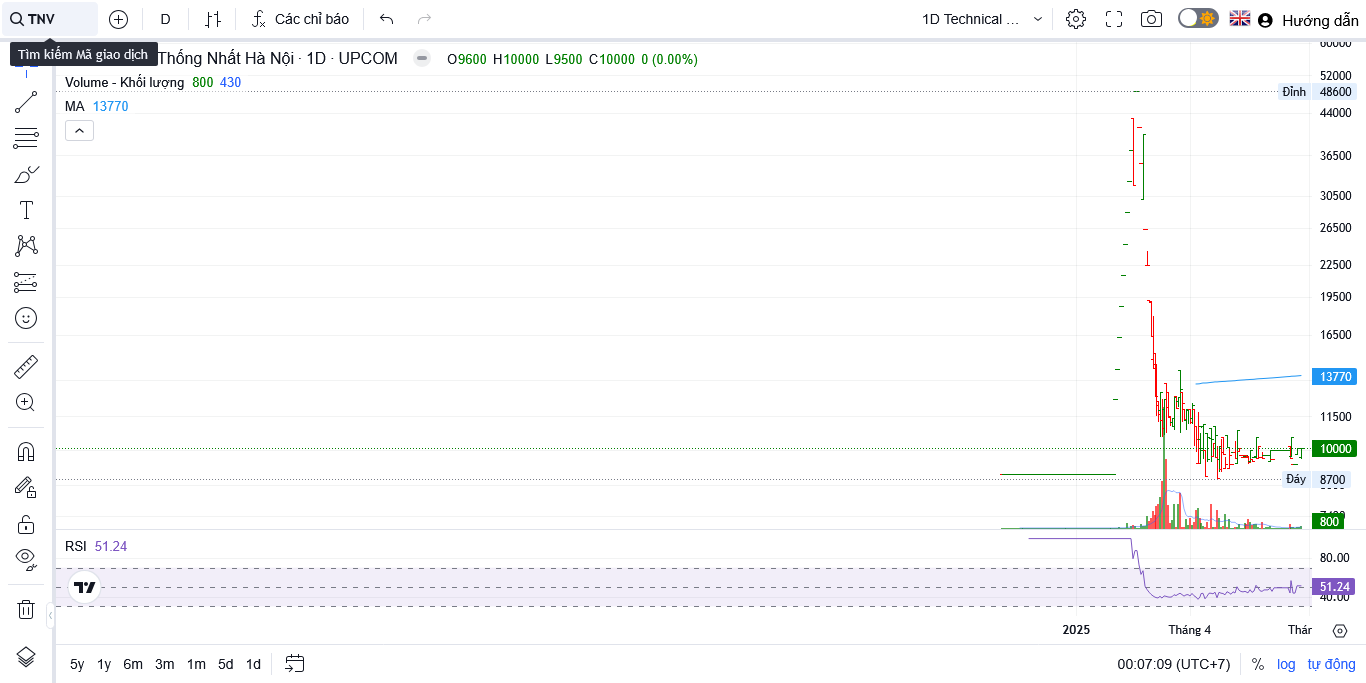 TNV
D
Các chỉ báo
1D Technical ...
Hướng dẫn
Tìm kiếm Mã giao dịch
Thống Nhất Hà Nội · 1D · UPCOM
O9600 H10000 L9500 C10000 0 (0.00%)
Volume - Khối lượng 800 430
MA 13770
60000
52000
Đỉnh 48600
44000
36500
30500
26500
22500
19500
16500
13770
11500
10000
Đáy 8700
800
RSI 51.24
80.00
51.24
40.00
2025
Tháng 4
Thár
5y 1y 6m 3m 1m 5d 1d
00:07:09 (UTC+7)
% log tự động